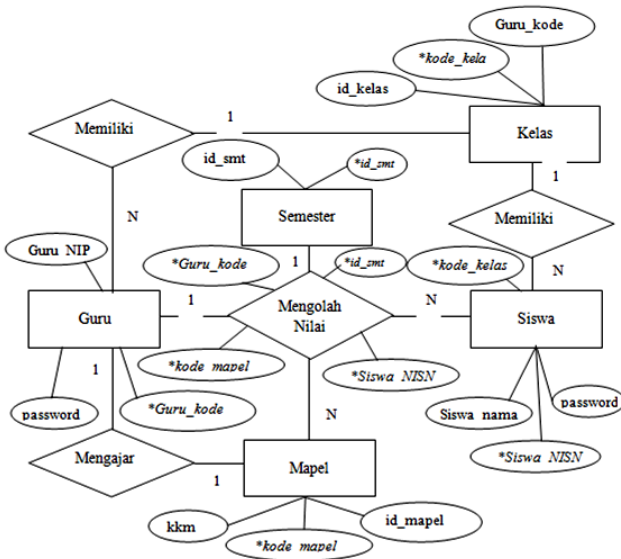 Guru_kode
*kode_kela
id_kelas
Memiliki
1
Kelas
id_smt
*id_smt
1
N
Semester
Memiliki
Guru NIP
*Guru_kode
1
*id_smt
*kode_kelas
N
Guru
1
Mengolah
Nilai
N
Siswa
1
*kode mapel
*Siswa NISN
password
*Guru_kode
N
Siswa nama
password
Mengajar
1
Mapel
*Siswa NISN
kkm
id_mapel
*kode mapel